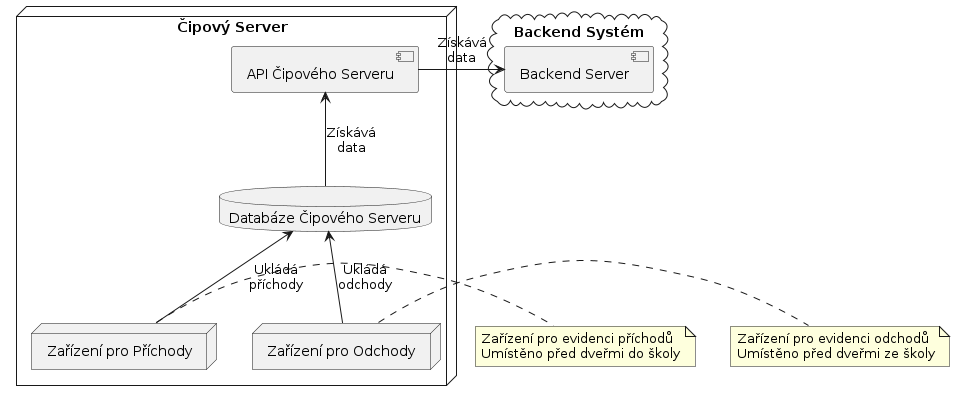 Čipový Server
Backend Systém
API Čipového Serveru
Získává
data
Backend Server
Získává
data
Databáze Čipového Serveru
Ukládá
příchody
Ukládá
odchody
Zařízení pro Příchody
Zařízení pro Odchody
Zařízení pro evidenci příchodů
Umístěno před dveřmi do školy
Zařízení pro evidenci odchodů
Umístěno před dveřmi ze školy